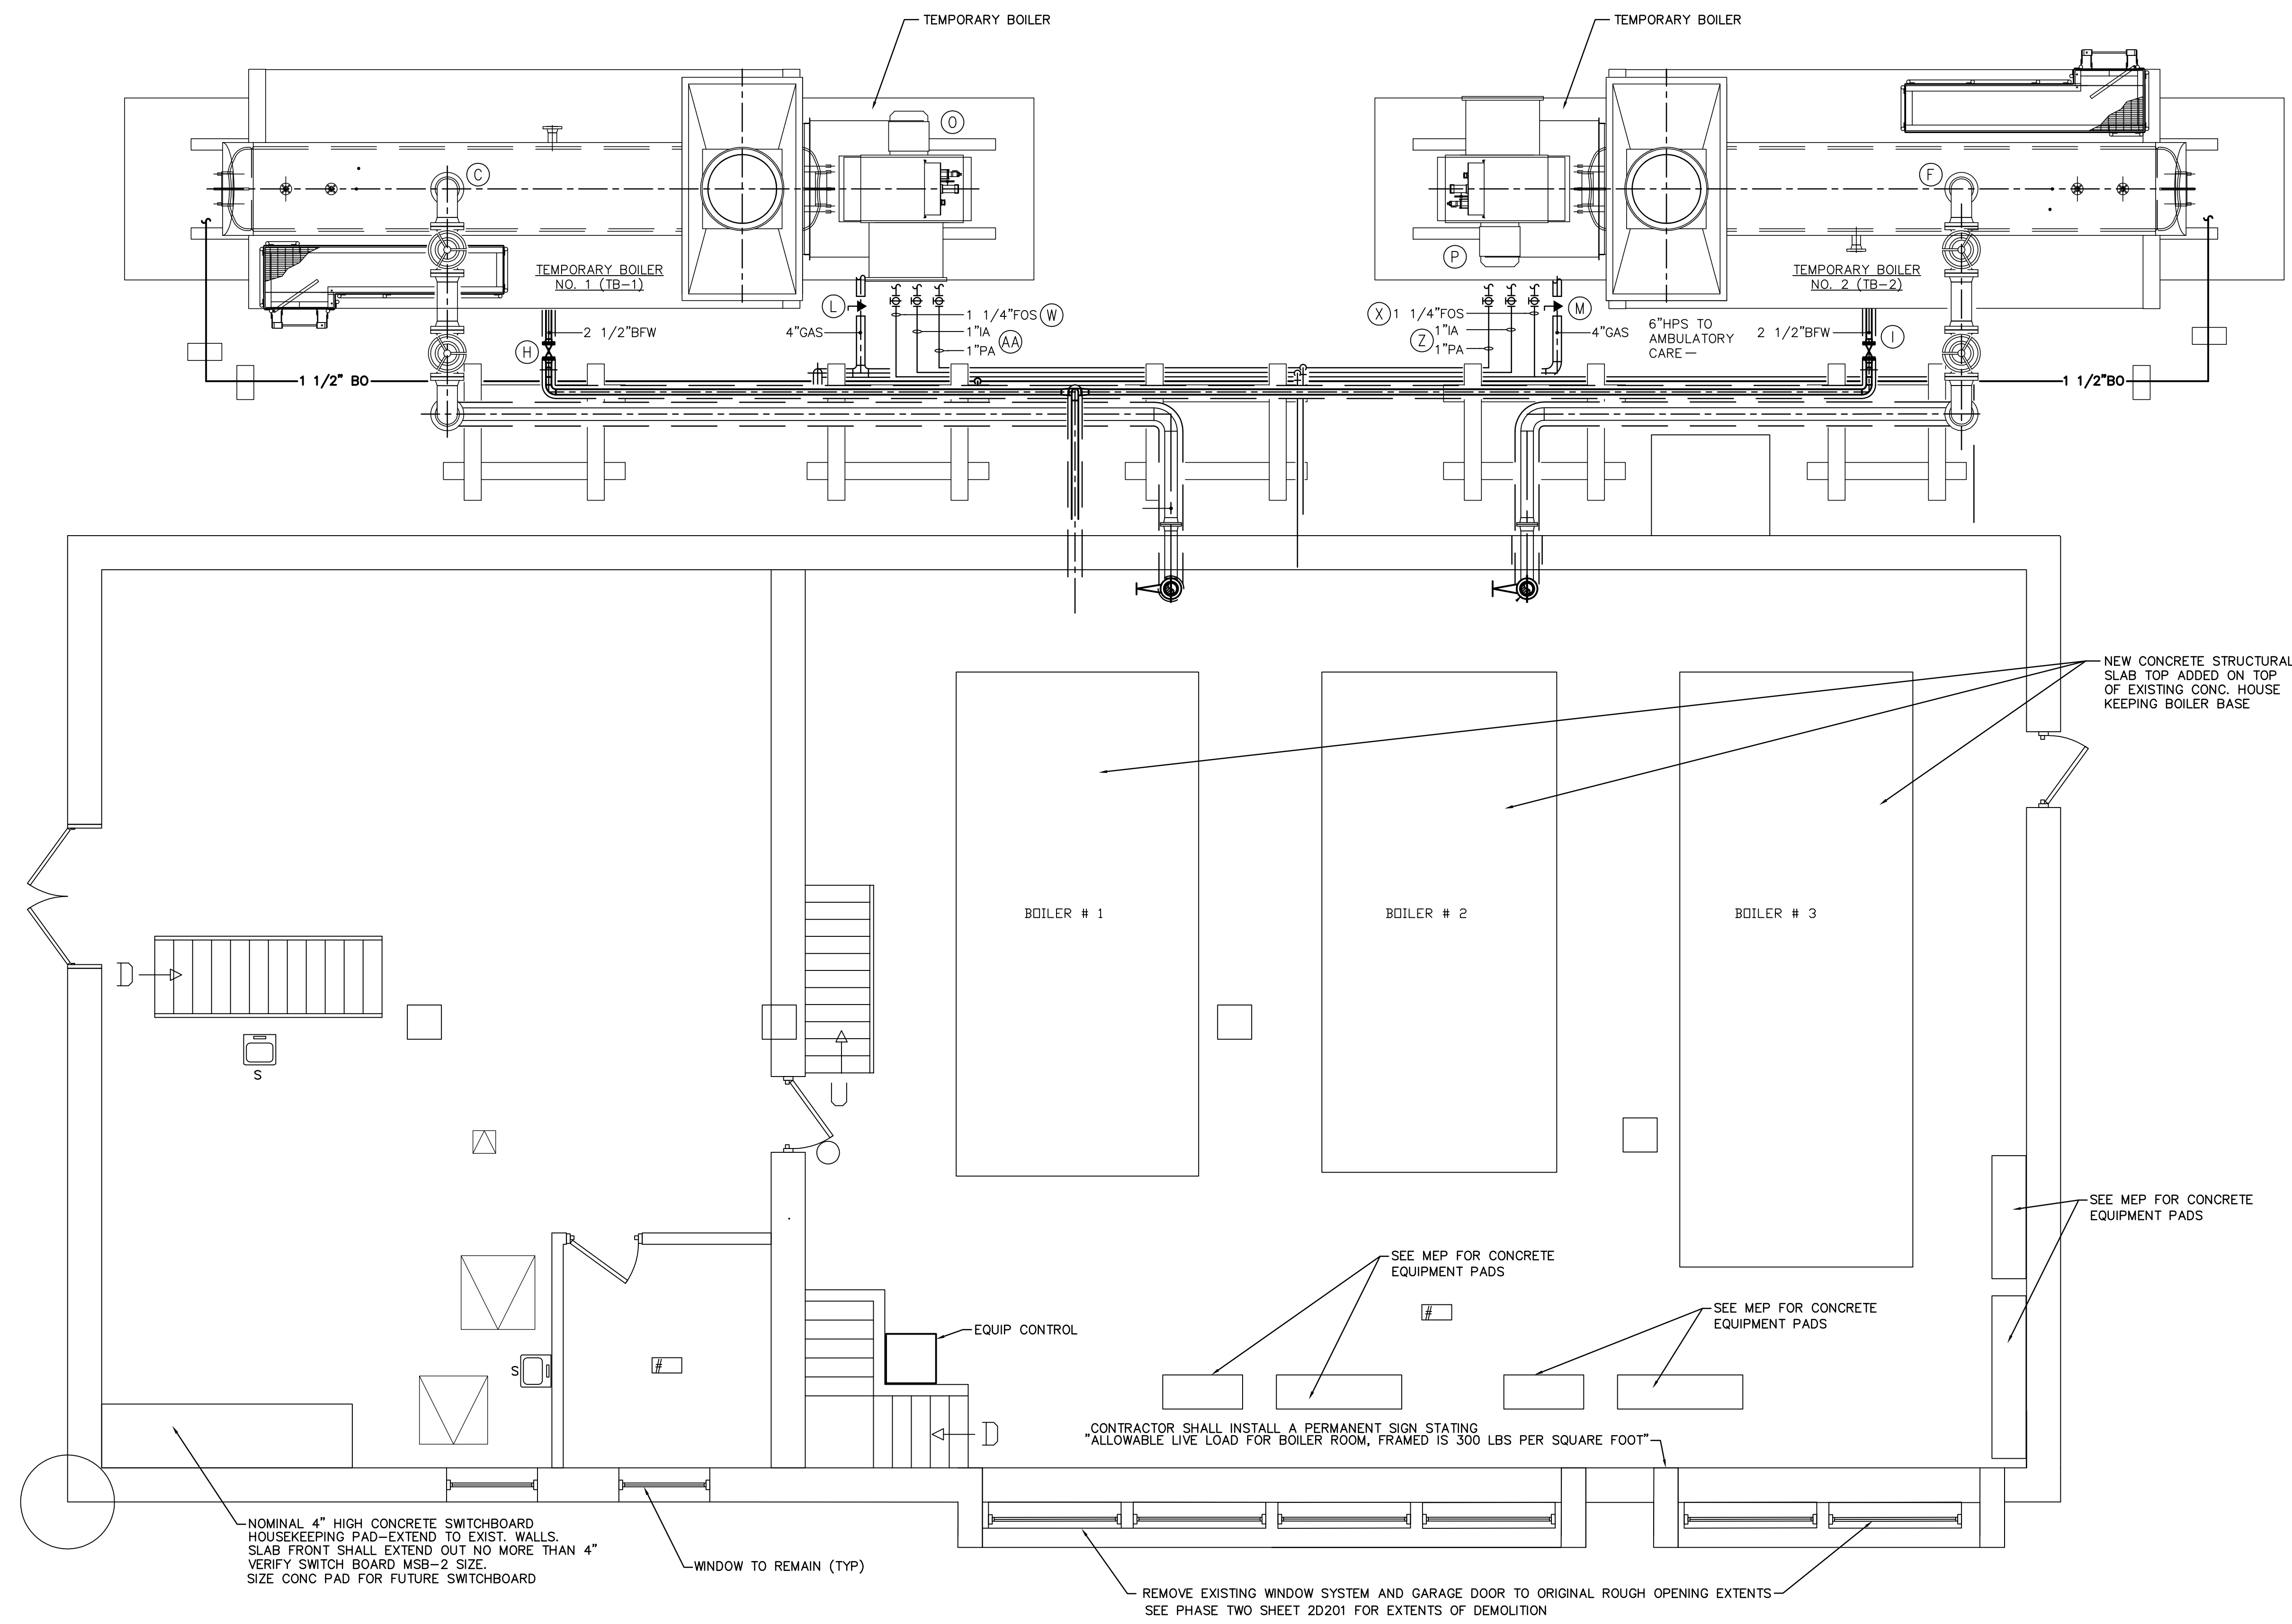 TEMPORARY BOILER
TEMPORARY BOILER
O
C
F
P
TEMPORARY BOILER
NO. 1 (TB-1)
TEMPORARY BOILER
NO. 2 (TB-2)
L
1 1/4"FOS
W
X
1 1/4"FOS
M
2 1/2"BFW
4"GAS
1"IA
1"PA
AA
1"IA
Z
1"PA
4"GAS
6"HPS TO
AMBULATORY
CARE
2 1/2"BFW
H
I
1 1/2" BO
1 1/2"BO
NEW CONCRETE STRUCTURAL
SLAB TOP ADDED ON TOP
OF EXISTING CONC. HOUSE
KEEPING BOILER BASE
BOILER # 1
BOILER # 2
BOILER # 3
D
S
U
SEE MEP FOR CONCRETE
EQUIPMENT PADS
SEE MEP FOR CONCRETE
EQUIPMENT PADS
SEE MEP FOR CONCRETE
EQUIPMENT PADS
#
EQUIP CONTROL
#
S
D
CONTRACTOR SHALL INSTALL A PERMANENT SIGN STATING
"ALLOWABLE LIVE LOAD FOR BOILER ROOM, FRAMED IS 300 LBS PER SQUARE FOOT"
NOMINAL 4" HIGH CONCRETE SWITCHBOARD
HOUSEKEEPING PAD-EXTEND TO EXIST. WALLS.
SLAB FRONT SHALL EXTEND OUT NO MORE THAN 4"
VERIFY SWITCH BOARD MSB-2 SIZE.
SIZE CONC PAD FOR FUTURE SWITCHBOARD
WINDOW TO REMAIN (TYP)
REMOVE EXISTING WINDOW SYSTEM AND GARAGE DOOR TO ORIGINAL ROUGH OPENING EXTENTS
SEE PHASE TWO SHEET 2D201 FOR EXTENTS OF DEMOLITION